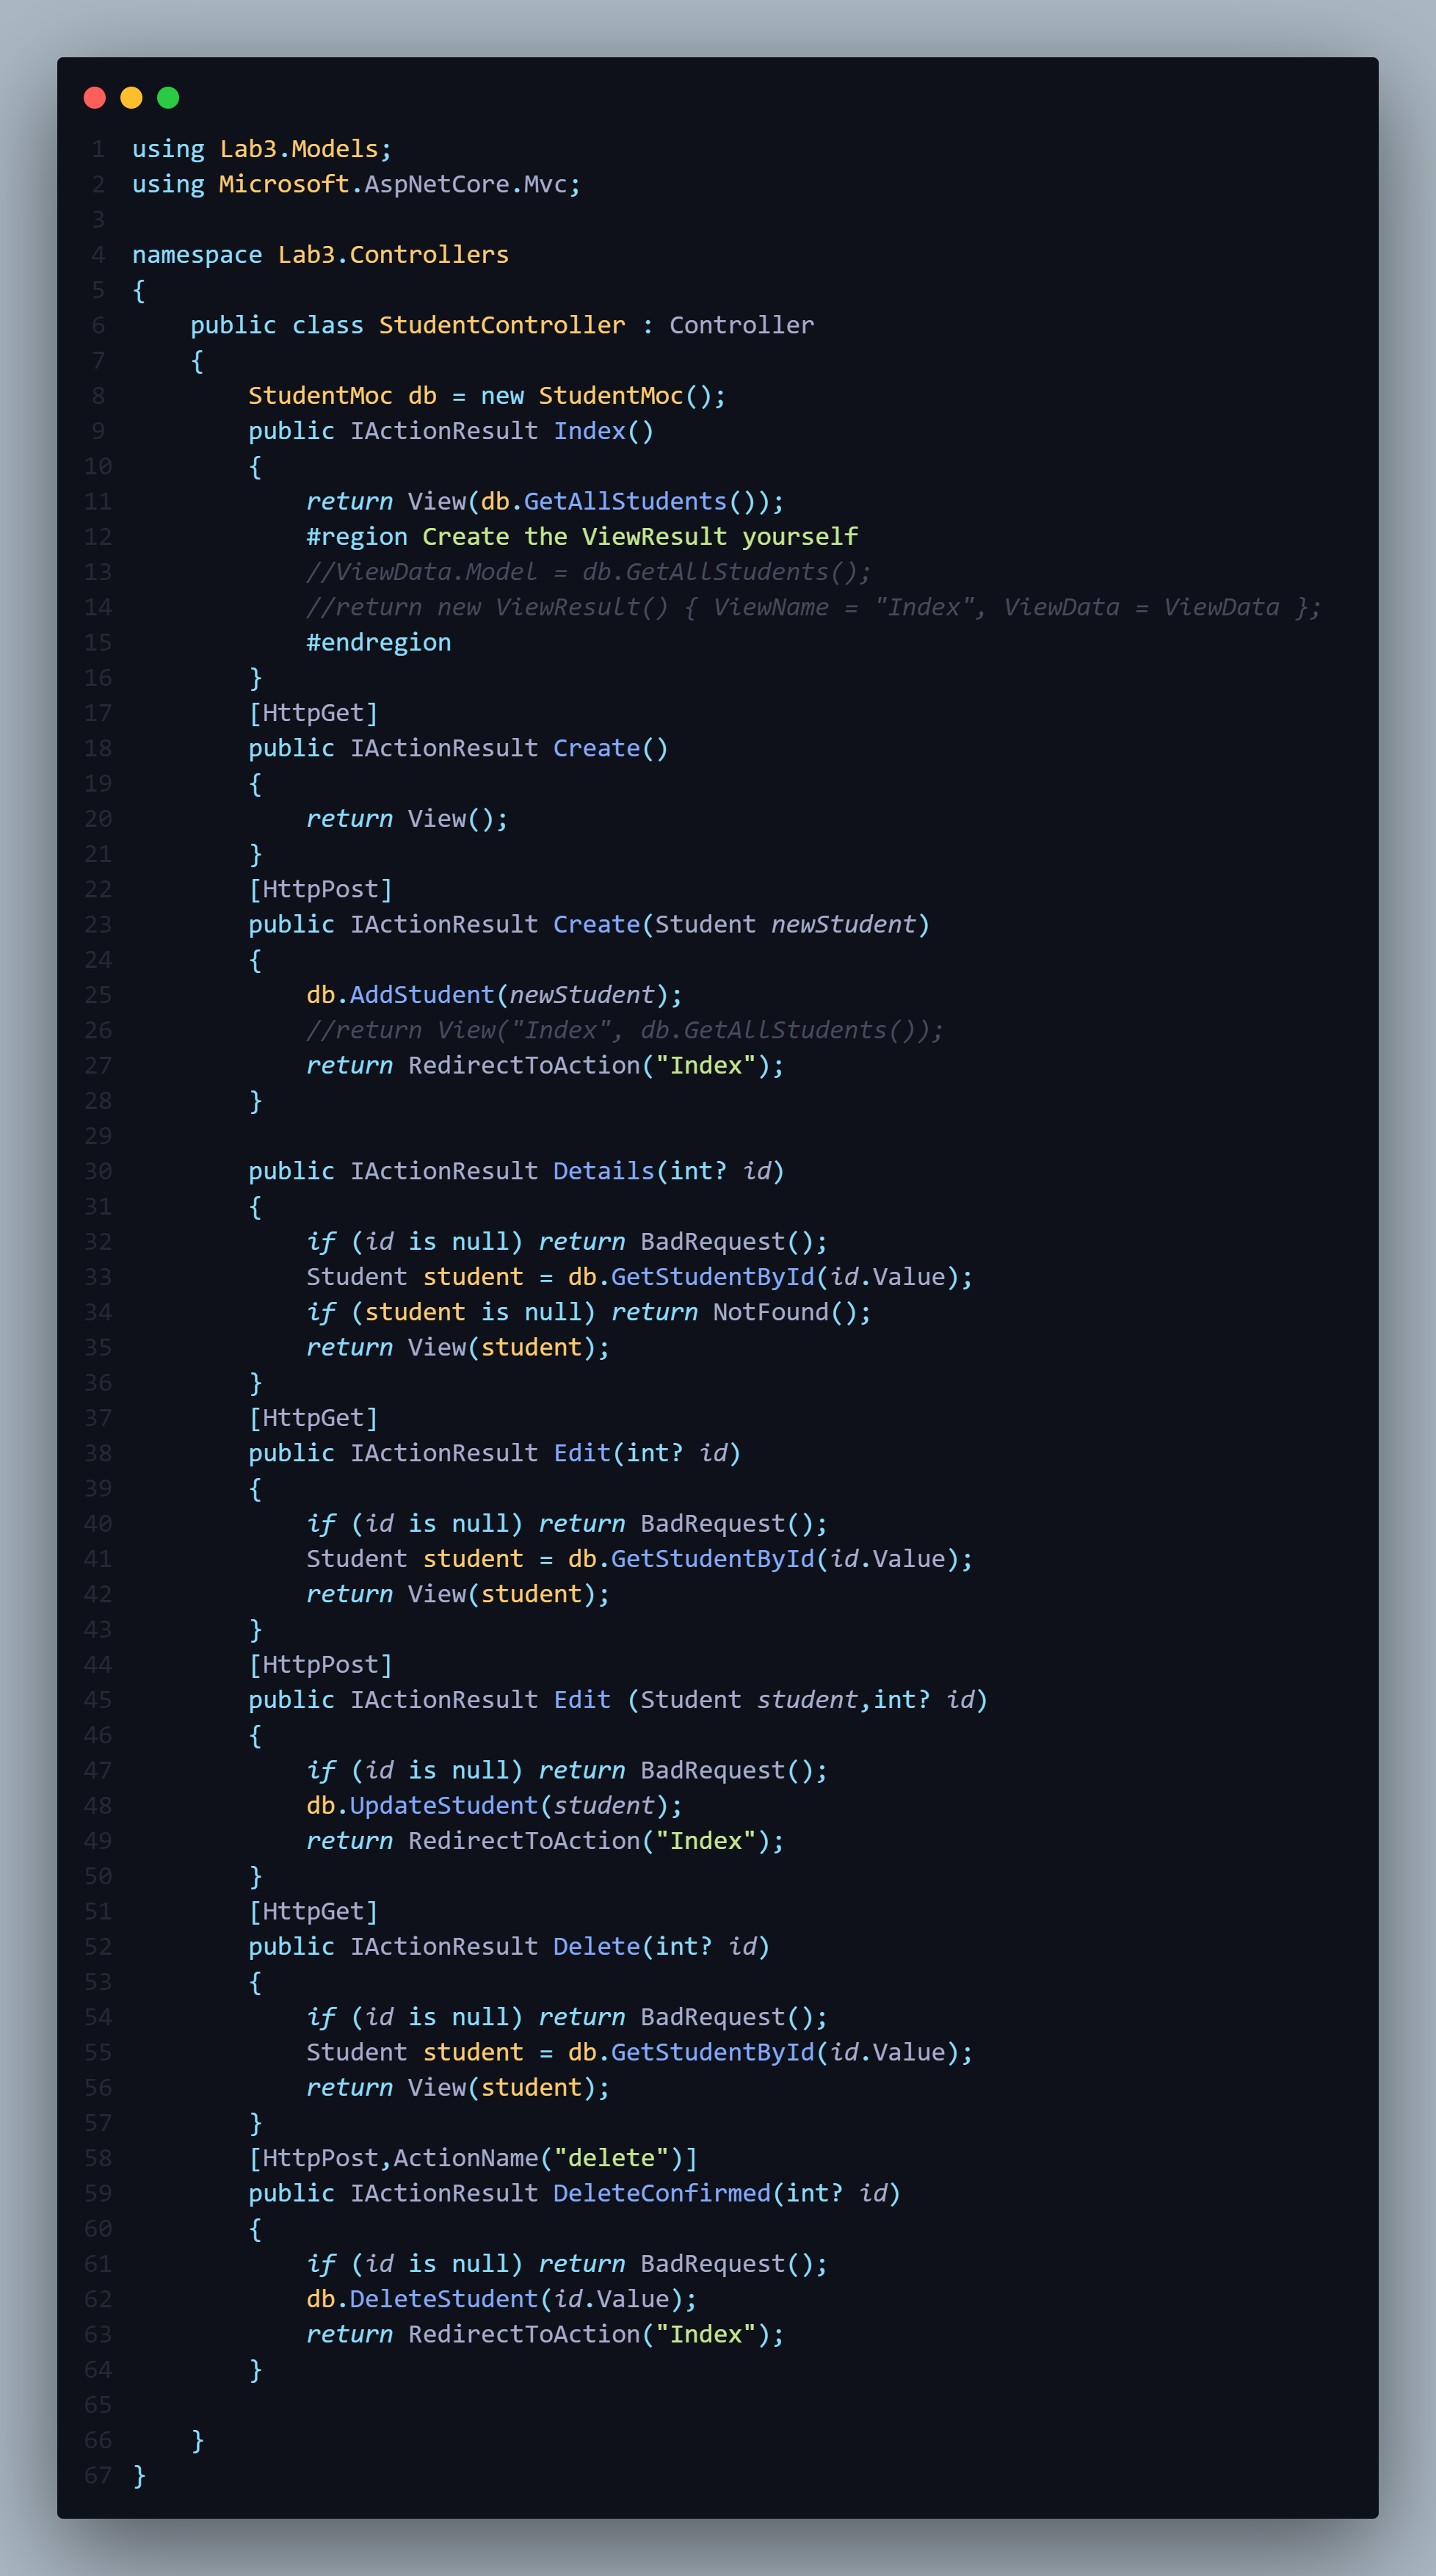 1 using Lab3.Models;
2 using Microsoft.AspNetCore.Mvc;
3
4 namespace Lab3.Controllers
5 {
6     public class StudentController : Controller
7     {
8         StudentMoc db = new StudentMoc();
9         public IActionResult Index()
10         {
11             return View(db.GetAllStudents());
12             #region Create the ViewResult yourself
13             //ViewData.Model = db.GetAllStudents();
14             //return new ViewResult() { ViewName = "Index", ViewData = ViewData };
15             #endregion
16         }
17         [HttpGet]
18         public IActionResult Create()
19         {
20             return View();
21         }
22         [HttpPost]
23         public IActionResult Create(Student newStudent)
24         {
25             db.AddStudent(newStudent);
26             //return View("Index", db.GetAllStudents());
27             return RedirectToAction("Index");
28         }
29
30         public IActionResult Details(int? id)
31         {
32             if (id is null) return BadRequest();
33             Student student = db.GetStudentById(id.Value);
34             if (student is null) return NotFound();
35             return View(student);
36         }
37         [HttpGet]
38         public IActionResult Edit(int? id)
39         {
40             if (id is null) return BadRequest();
41             Student student = db.GetStudentById(id.Value);
42             return View(student);
43         }
44         [HttpPost]
45         public IActionResult Edit (Student student,int? id)
46         {
47             if (id is null) return BadRequest();
48             db.UpdateStudent(student);
49             return RedirectToAction("Index");
50         }
51         [HttpGet]
52         public IActionResult Delete(int? id)
53         {
54             if (id is null) return BadRequest();
55             Student student = db.GetStudentById(id.Value);
56             return View(student);
57         }
58         [HttpPost,ActionName("delete")]
59         public IActionResult DeleteConfirmed(int? id)
60         {
61             if (id is null) return BadRequest();
62             db.DeleteStudent(id.Value);
63             return RedirectToAction("Index");
64         }
65
66     }
67 }